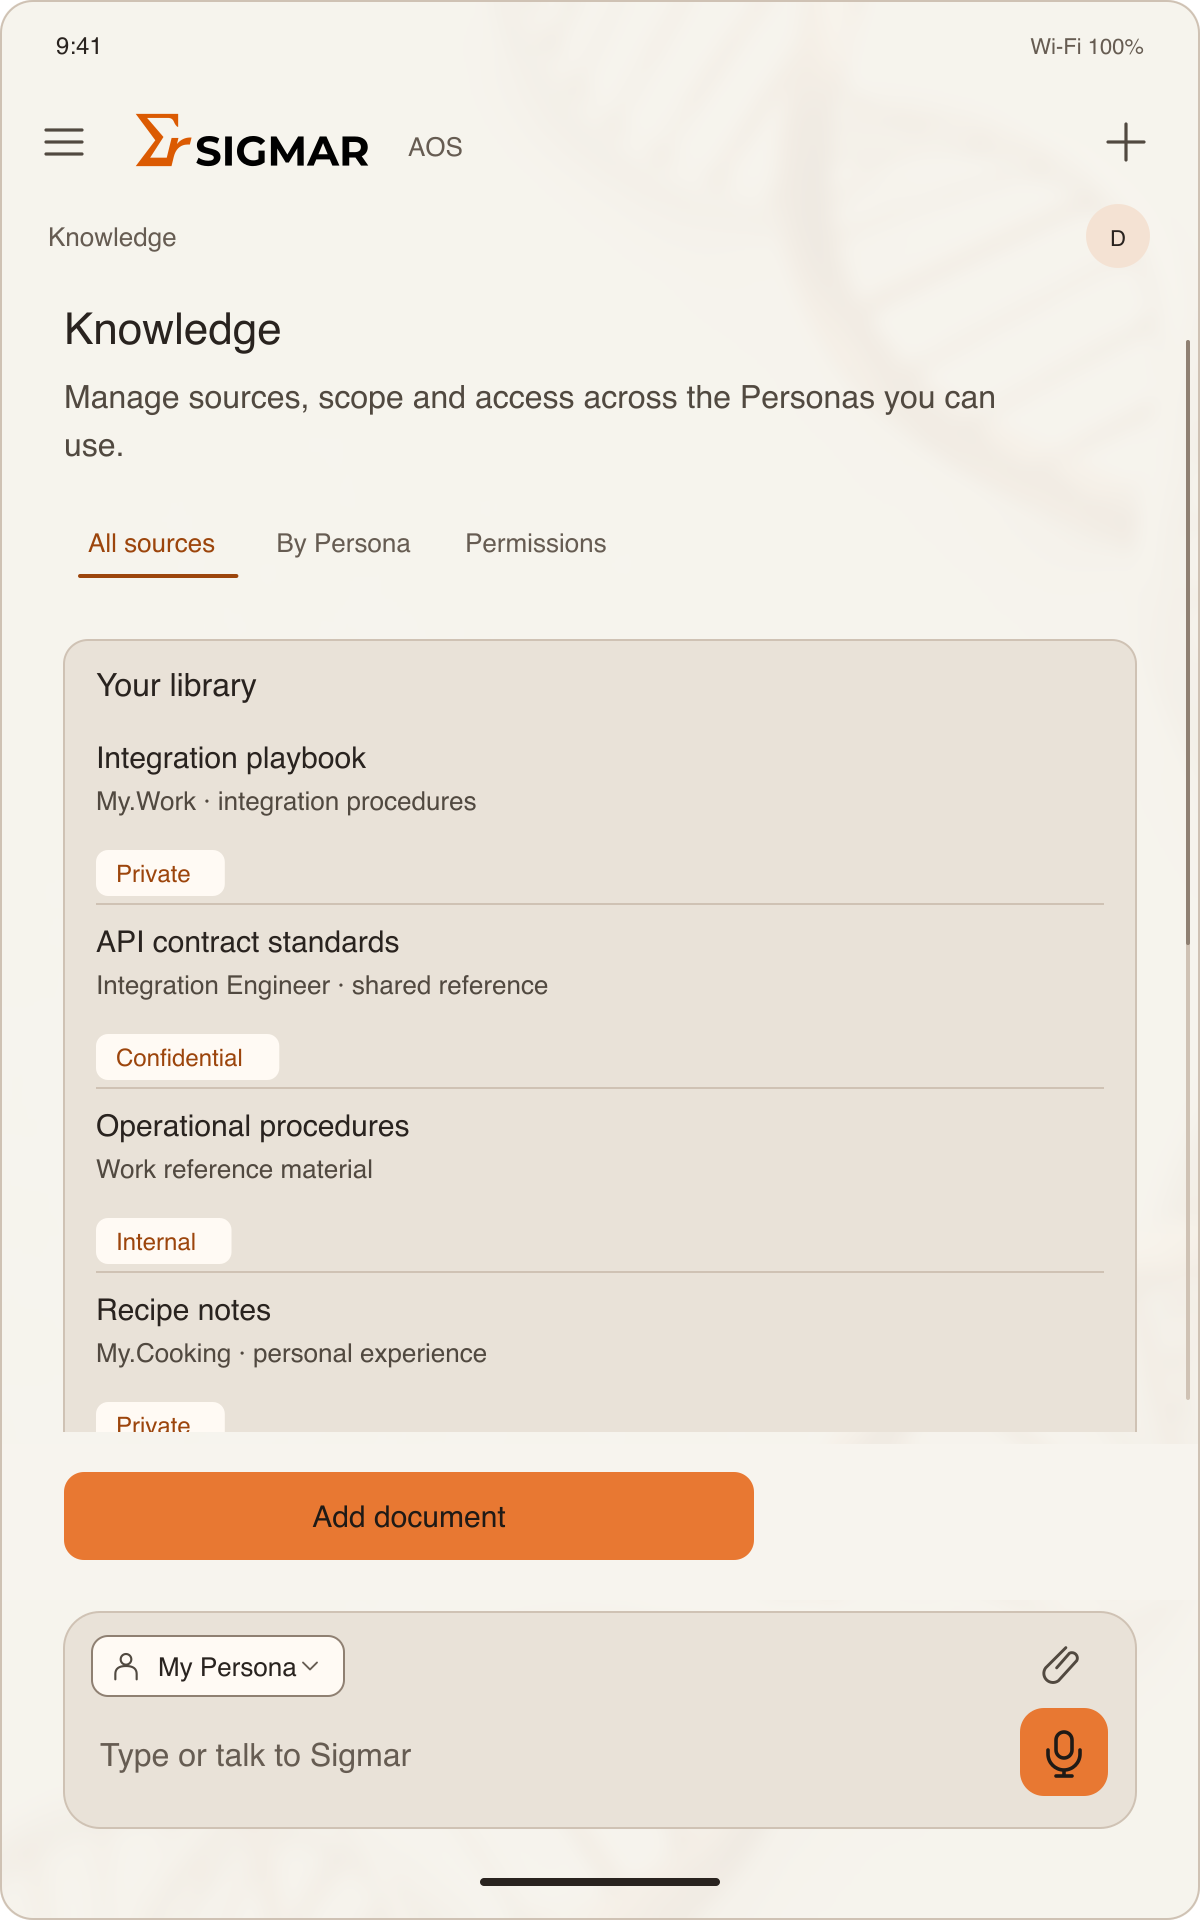 9:41
Wi-Fi 100%
Σr SIGMAR AOS
Knowledge
D
Knowledge
Manage sources, scope and access across the Personas you can
use.
All sources
By Persona
Permissions
Your library
Integration playbook
My.Work · integration procedures
Private
API contract standards
Integration Engineer · shared reference
Confidential
Operational procedures
Work reference material
Internal
Recipe notes
My.Cooking · personal experience
Private
Add document
My Persona
Type or talk to Sigmar